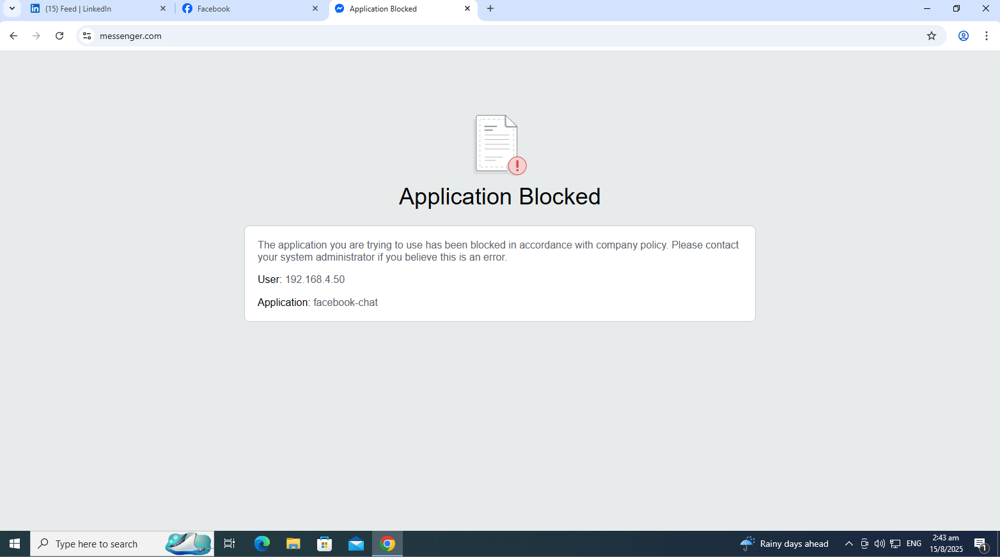 (15) Feed | LinkedIn
Facebook
Application Blocked
messenger.com
Application Blocked
The application you are trying to use has been blocked in accordance with company policy. Please contact
your system administrator if you believe this is an error.
User: 192.168.4.50
Application: facebook-chat
Type here to search
Rainy days ahead
ENG
2:43 am
15/8/2025
1